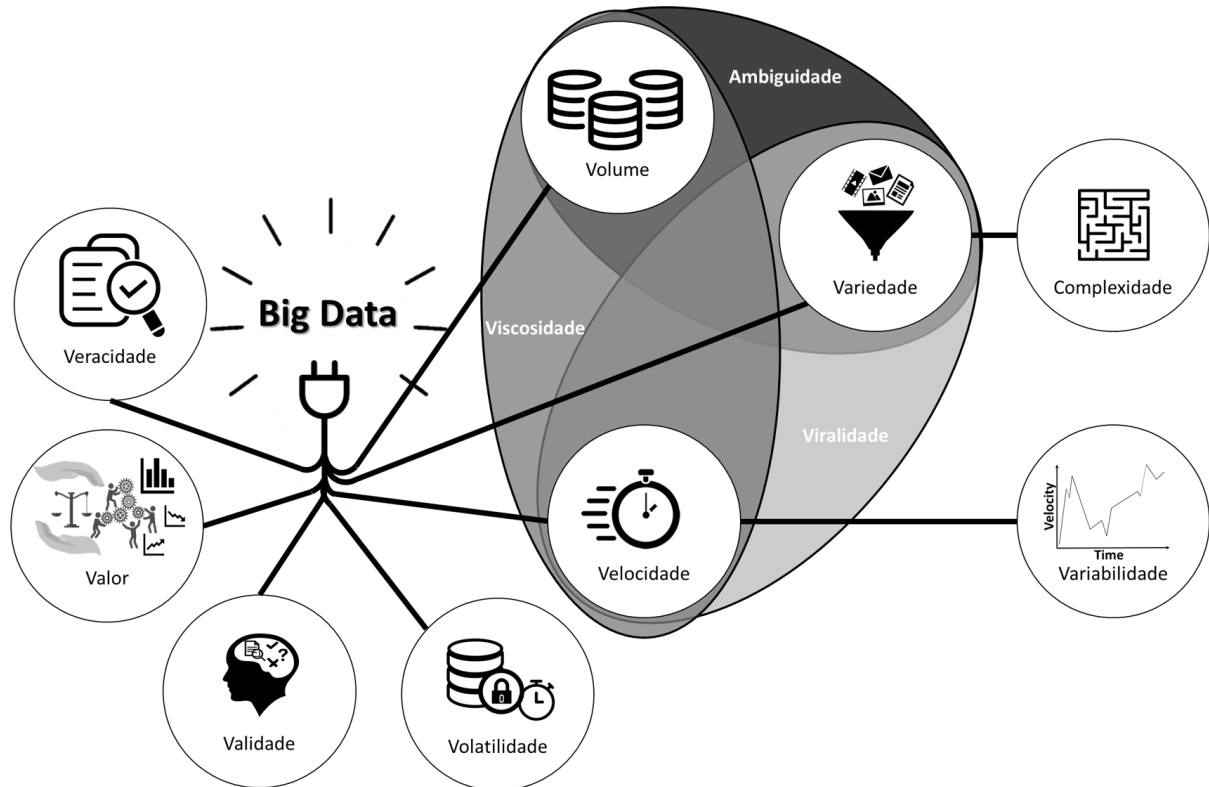 Ambiguidade
Volume
Variedade
Complexidade
Big Data
Viscosidade
Veracidade
Viralidade
Velocity
Time
Valor
Velocidade
Variabilidade
Validade
Volatilidade